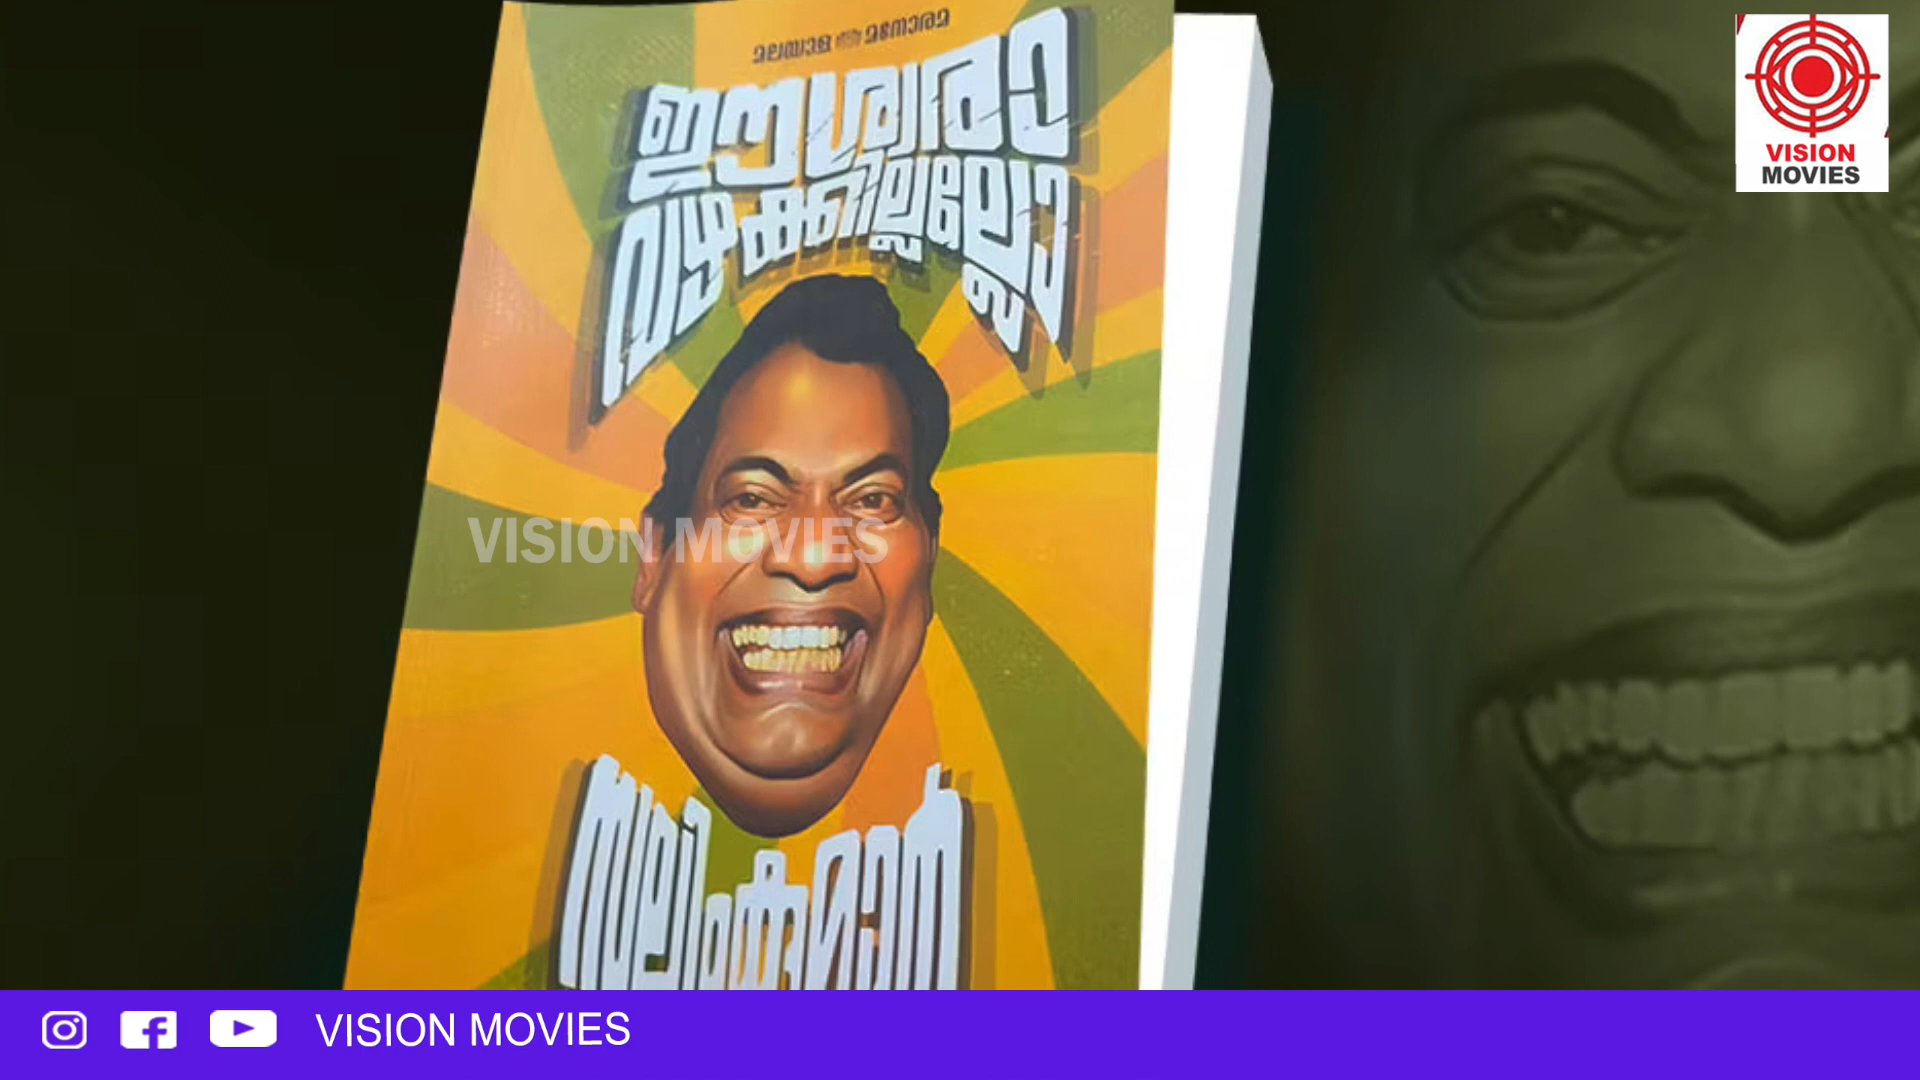 മലയാള മനോരമ
ഈശ്വരാ
വഴക്കില്ലല്ലോ
സലിംകുമാർ
VISION MOVIES
VISION
MOVIES
VISION MOVIES